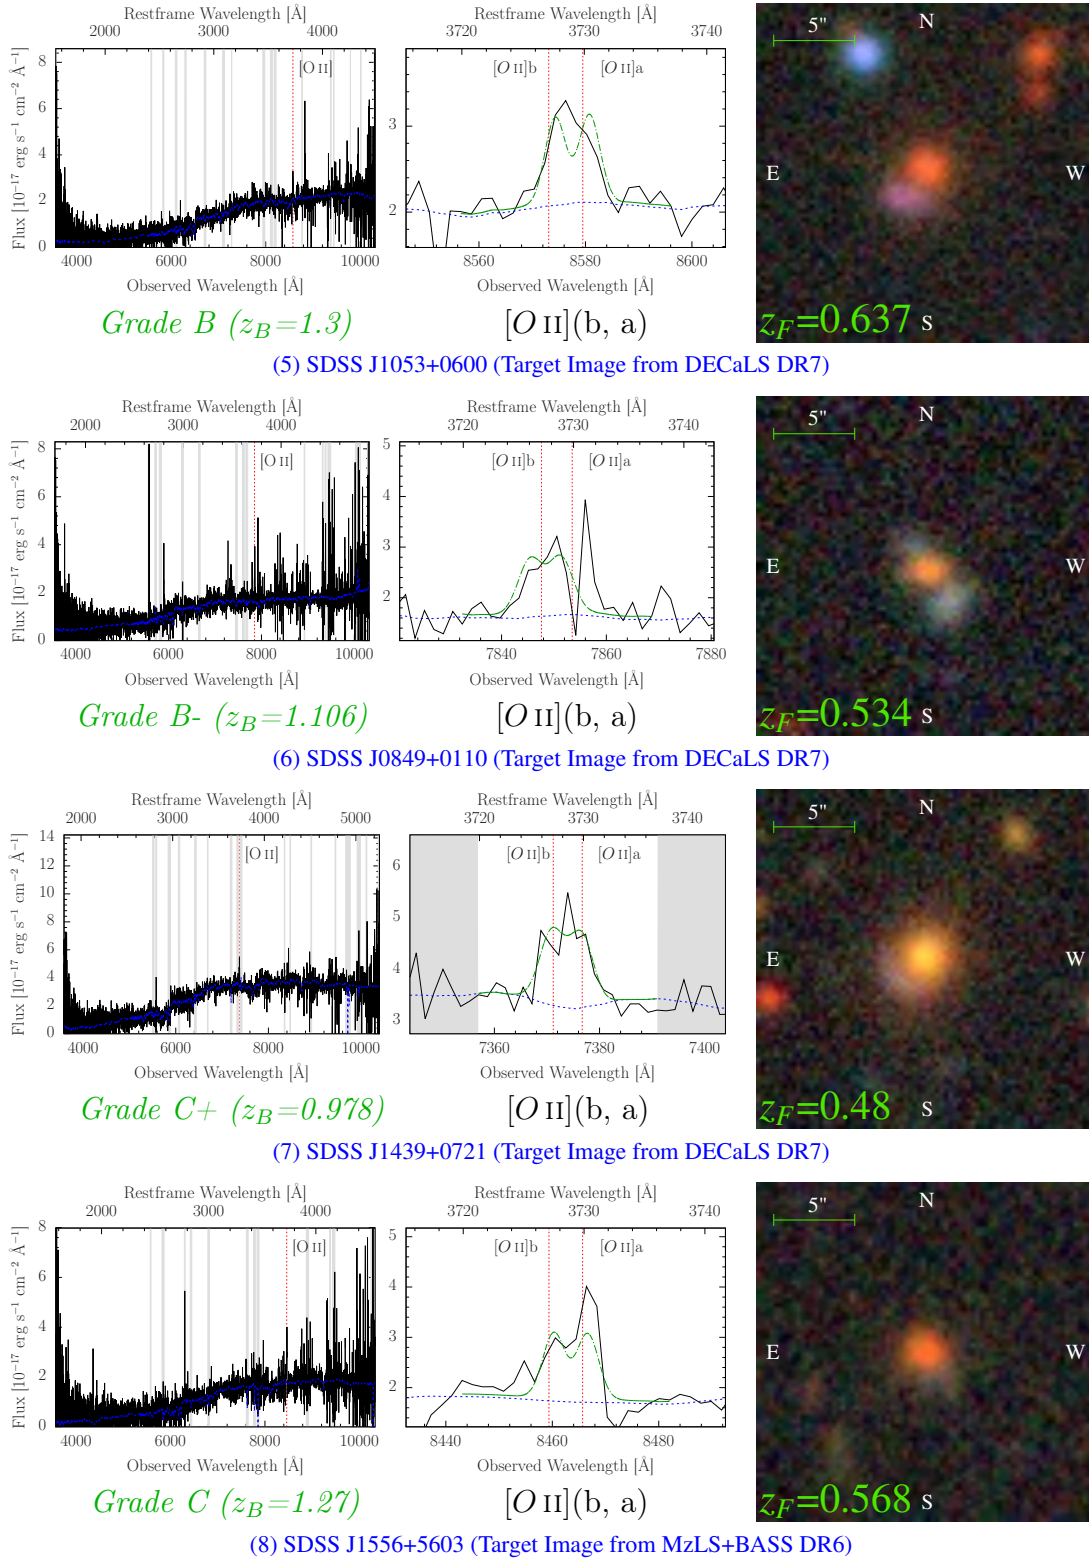 Restframe Wavelength [Å]
2000 3000 4000
Flux [10⁻¹⁷ erg s⁻¹ cm⁻² Å⁻¹]
8
6
4
2
0
[O II]
4000 6000 8000 10000
Observed Wavelength [Å]
Restframe Wavelength [Å]
3720 3730 3740
3
2
[O II]b [O II]a
8560 8580 8600
Observed Wavelength [Å]
5"
N
E
W
S
z_F=0.637
Grade B (z_B=1.3)
[O II](b, a)
(5) SDSS J1053+0600 (Target Image from DECaLS DR7)
Restframe Wavelength [Å]
2000 3000 4000
Flux [10⁻¹⁷ erg s⁻¹ cm⁻² Å⁻¹]
8
6
4
2
0
[O II]
4000 6000 8000 10000
Observed Wavelength [Å]
Restframe Wavelength [Å]
3720 3730 3740
5
4
3
2
[O II]b [O II]a
7840 7860 7880
Observed Wavelength [Å]
5"
N
E
W
S
z_F=0.534
Grade B- (z_B=1.106)
[O II](b, a)
(6) SDSS J0849+0110 (Target Image from DECaLS DR7)
Restframe Wavelength [Å]
2000 3000 4000 5000
Flux [10⁻¹⁷ erg s⁻¹ cm⁻² Å⁻¹]
14
12
10
8
6
4
2
0
[O II]
4000 6000 8000 10000
Observed Wavelength [Å]
Restframe Wavelength [Å]
3720 3730 3740
6
5
4
3
[O II]b [O II]a
7360 7380 7400
Observed Wavelength [Å]
5"
N
E
W
S
z_F=0.48
Grade C+ (z_B=0.978)
[O II](b, a)
(7) SDSS J1439+0721 (Target Image from DECaLS DR7)
Restframe Wavelength [Å]
2000 3000 4000
Flux [10⁻¹⁷ erg s⁻¹ cm⁻² Å⁻¹]
8
6
4
2
0
[O II]
4000 6000 8000 10000
Observed Wavelength [Å]
Restframe Wavelength [Å]
3720 3730 3740
5
4
3
2
[O II]b [O II]a
8440 8460 8480
Observed Wavelength [Å]
5"
N
E
W
S
z_F=0.568
Grade C (z_B=1.27)
[O II](b, a)
(8) SDSS J1556+5603 (Target Image from MzLS+BASS DR6)